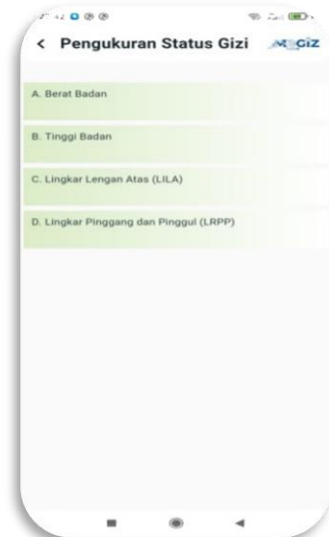 Pengukuran Status Gizi
A. Berat Badan
B. Tinggi Badan
C. Lingkar Lengan Atas (LILA)
D. Lingkar Pinggang dan Pinggul (LRPP)